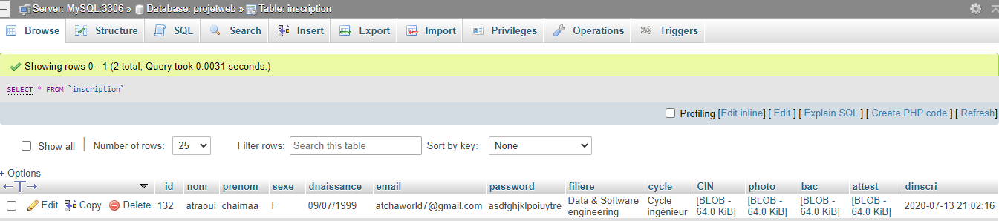 Server: MySQL:3306 » Database: projetweb » Table: inscription
Browse Structure SQL Search Insert Export Import Privileges Operations Triggers
Showing rows 0 - 1 (2 total, Query took 0.0031 seconds.)
SELECT * FROM `inscription`
Profiling [Edit inline] [ Edit ] [ Explain SQL ] [ Create PHP code ] [ Refresh]
Show all | Number of rows: 25 Filter rows: Search this table Sort by key: None
+ Options
←T→ id nom prenom sexe dnaissance email password filiere cycle CIN photo bac attest dinscri
Edit Copy Delete 132 atraoui chaimaa F 09/07/1999 atchaworld7@gmail.com asdfghjklpoiuytre Data & Software Cycle [BLOB - [BLOB - [BLOB - [BLOB - 2020-07-13 21:02:16
engineering ingénieur 64.0 KiB] 64.0 KiB] 64.0 KiB] 64.0 KiB]